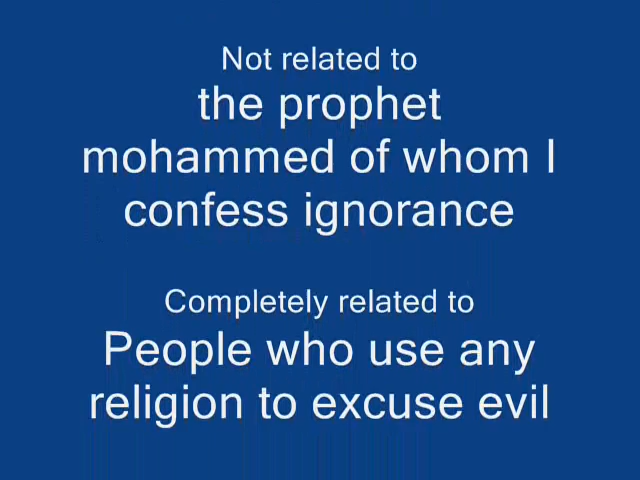 Not related to
the prophet
mohammed of whom I
confess ignorance
Completely related to
People who use any
religion to excuse evil